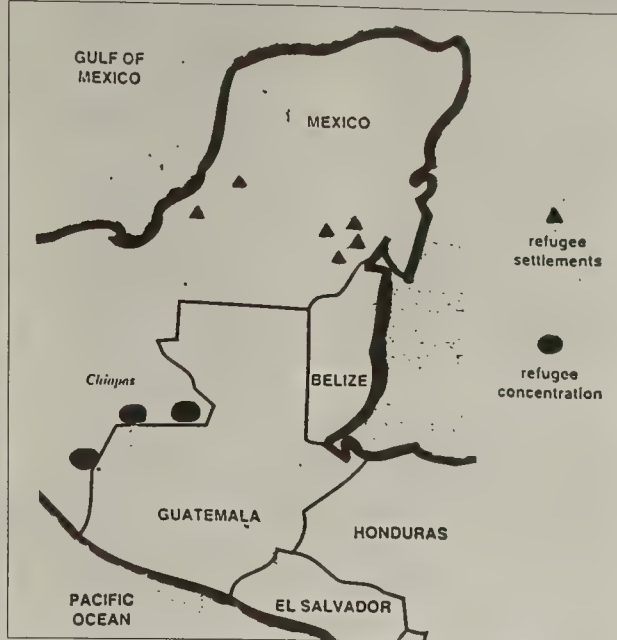 GULF OF
MEXICO
MEXICO
refugee
settlements
Chiapas
BELIZE
refugee
concentration
GUATEMALA
HONDURAS
PACIFIC
OCEAN
EL SALVADOR